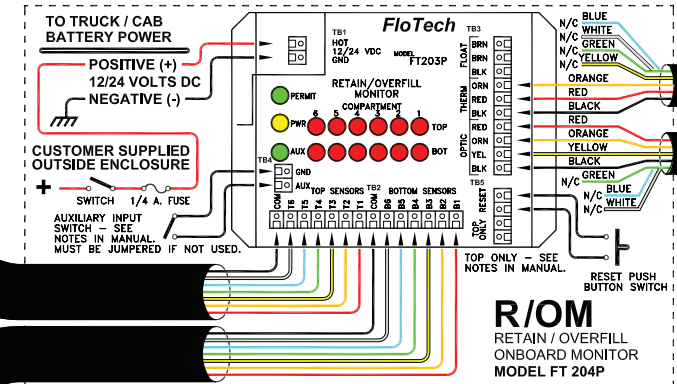 TO TRUCK / CAB
BATTERY POWER
POSITIVE (+)
12/24 VOLTS DC
NEGATIVE (-)
CUSTOMER SUPPLIED
OUTSIDE ENCLOSURE
+
SWITCH
1/4 A. FUSE
AUXILIARY INPUT
SWITCH – SEE
NOTES IN MANUAL.
MUST BE JUMPERED IF NOT USED.
TB1
HOT
12/24 VDC
GND
FloTech
MODEL
FT203P
RETAIN/OVERFILL
MONITOR
COMPARTMENT
6 5 4 3 2 1
PERMIT
PWR
AUX
TOP
BOT
TB4
GND
AUX
TOP SENSORS
TB2
BOTTOM SENSORS
COM T6 T5 T4 T3 T2 T1 COM B6 B5 B4 B3 B2 B1
TB3
FLOAT
BRN
BRN
BLK
THERM
ORN
RED
BLK
OPTIC
RED
ORN
YEL
BLK
TB5
RESET
TOP
ONLY
N/C BLUE
N/C WHITE
N/C GREEN
N/C YELLOW
ORANGE
RED
BLACK
RED
ORANGE
YELLOW
BLACK
N/C GREEN
N/C BLUE
N/C WHITE
TOP ONLY – SEE
NOTES IN MANUAL.
RESET PUSH
BUTTON SWITCH
R/OM
RETAIN / OVERFILL
ONBOARD MONITOR
MODEL FT 204P